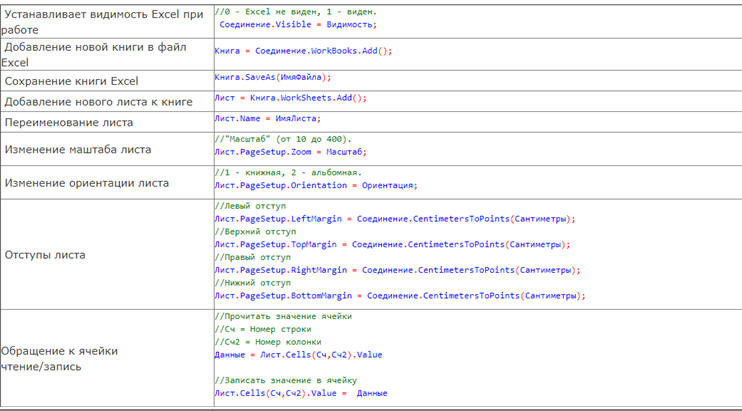 Устанавливает видимость Excel при
работе
//0 - Excel не виден, 1 - виден.
Соединение.Visible = Видимость;
Добавление новой книги в файл
Excel
Книга = Соединение.WorkBooks.Add();
Сохранение книги Excel
Книга.SaveAs(ИмяФайла);
Добавление нового листа к книге
Лист = Книга.WorkSheets.Add();
Переименование листа
Лист.Name = ИмяЛиста;
Изменение маштаба листа
//"Масштаб" (от 10 до 400).
Лист.PageSetup.Zoom = Масштаб;
Изменение ориентации листа
//1 - книжная, 2 - альбомная.
Лист.PageSetup.Orientation = Ориентация;
Отступы листа
//Левый отступ
Лист.PageSetup.LeftMargin = Соединение.CentimetersToPoints(Сантиметры);
//Верхний отступ
Лист.PageSetup.TopMargin = Соединение.CentimetersToPoints(Сантиметры);
//Правый отступ
Лист.PageSetup.RightMargin = Соединение.CentimetersToPoints(Сантиметры);
//Нижний отступ
Лист.PageSetup.BottomMargin = Соединение.CentimetersToPoints(Сантиметры);
Обращение к ячейки
чтение/запись
//Прочитать значение ячейки
//Сч = Номер строки
//Сч2 = Номер колонки
Данные = Лист.Cells(Сч,Сч2).Value
//Записать значение в ячейку
Лист.Cells(Сч,Сч2).Value = Данные